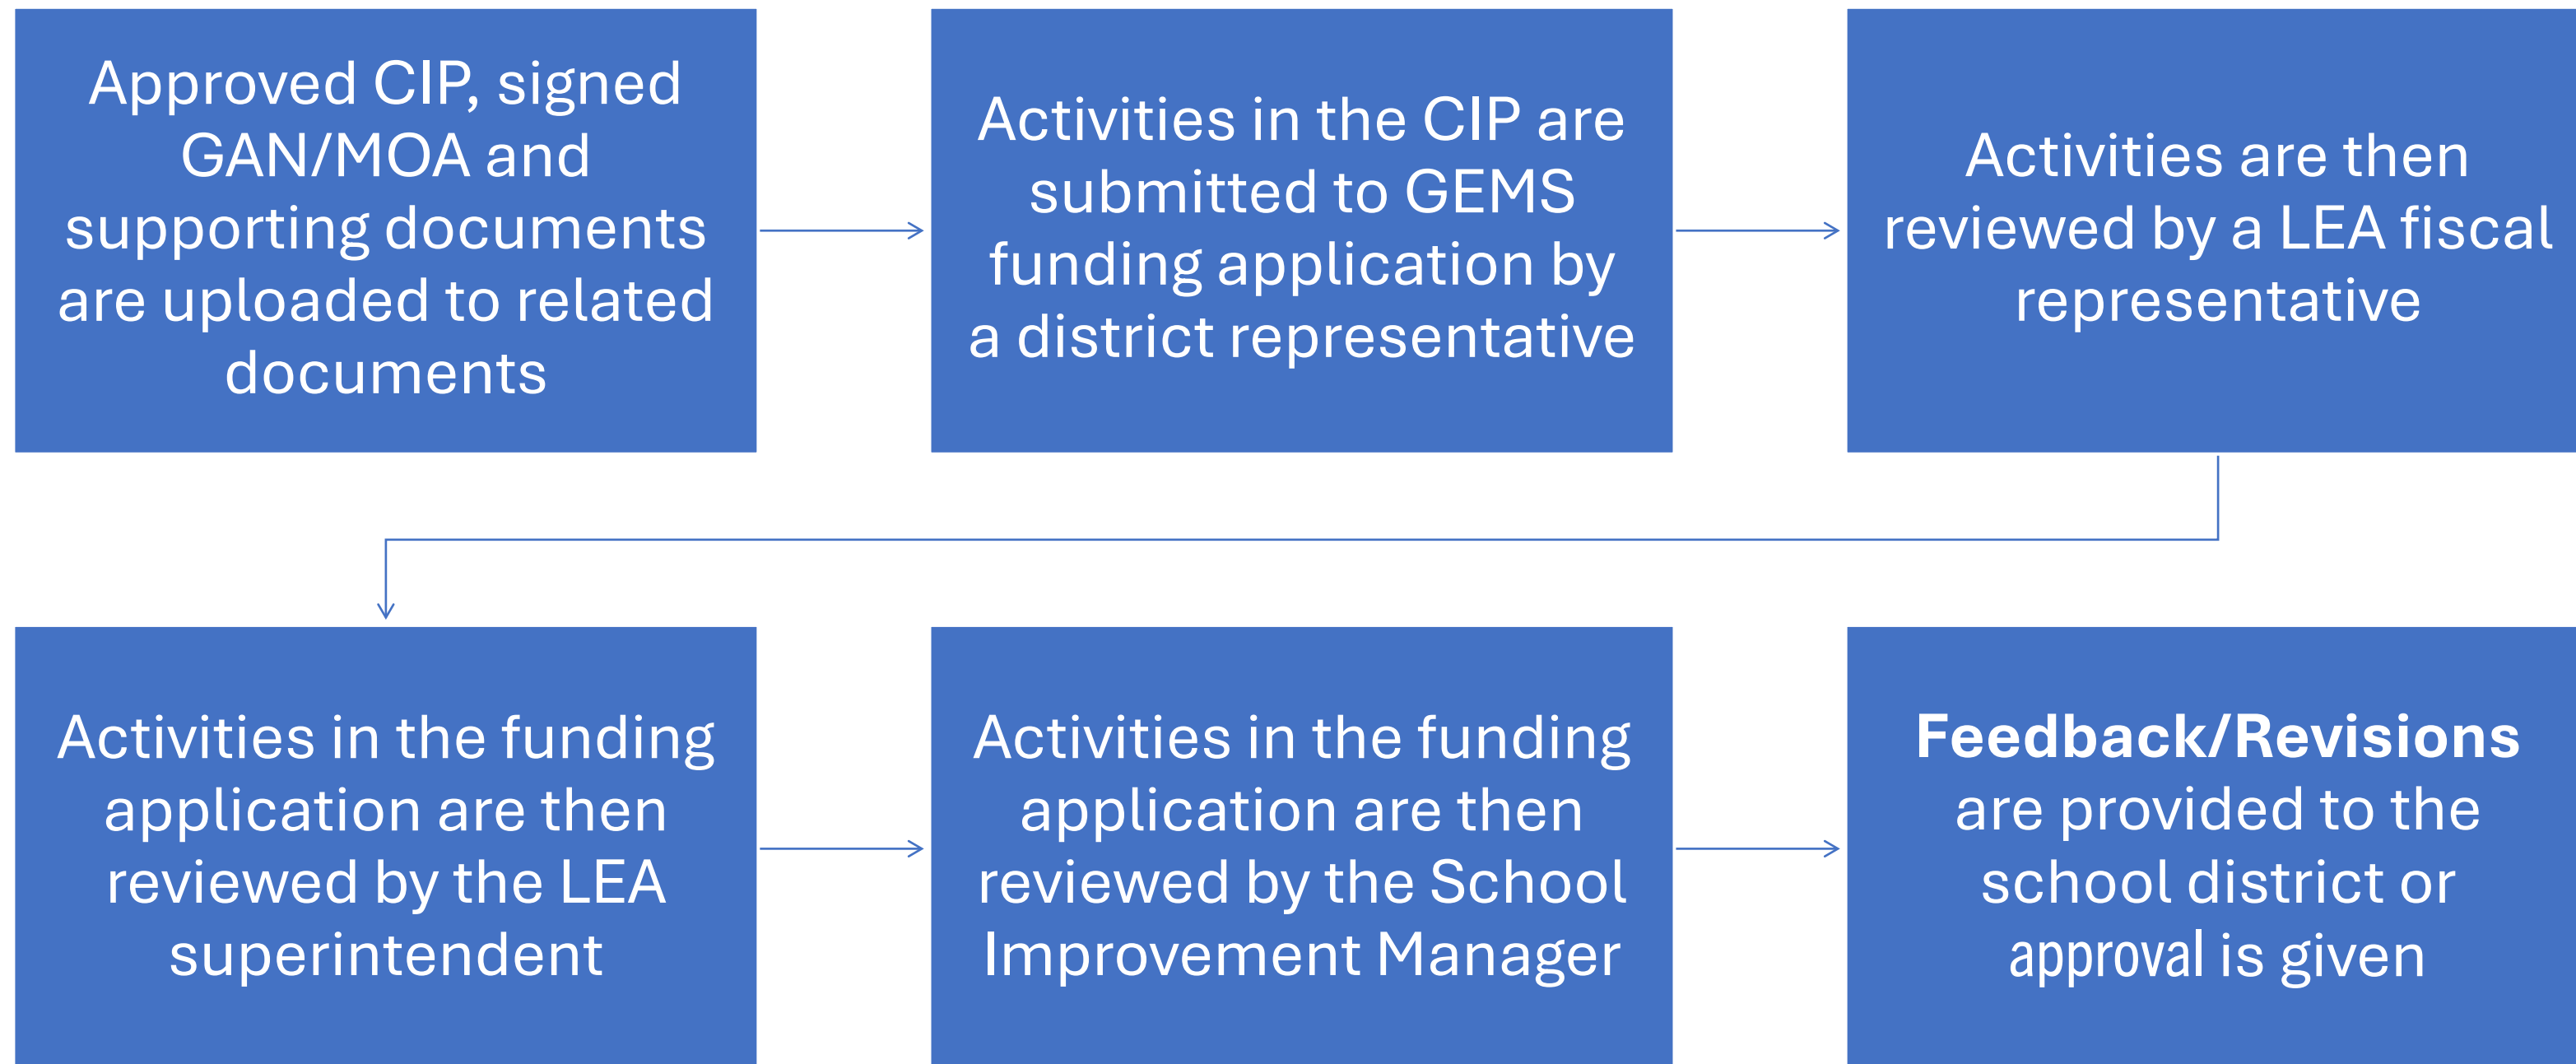 Approved CIP, signed
GAN/MOA and
supporting documents
are uploaded to related
documents
Activities in the CIP are
submitted to GEMS
funding application by
a district representative
Activities are then
reviewed by a LEA fiscal
representative
Activities in the funding
application are then
reviewed by the LEA
superintendent
Activities in the funding
application are then
reviewed by the School
Improvement Manager
Feedback/Revisions
are provided to the
school district or
approval is given